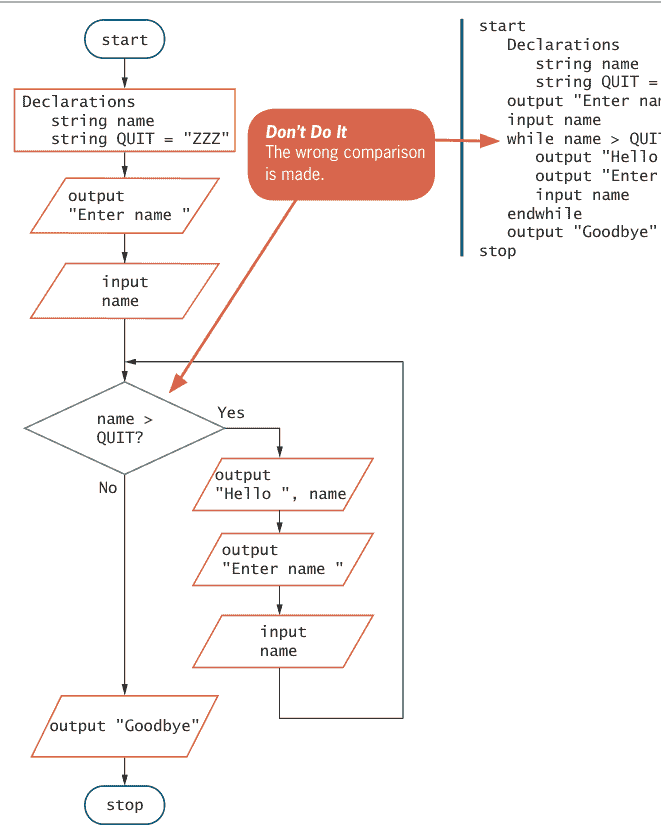 start
Declarations
string name
string QUIT = "ZZZ"
output
"Enter name "
input
name
name >
QUIT?
Yes
No
output
"Hello ", name
output
"Enter name "
input
name
output "Goodbye"
stop
Don't Do It
The wrong comparison
is made.
start
Declarations
string name
string QUIT =
output "Enter
input name
while name > QUIT
output "Hello
output "Enter
input name
endwhile
output "Goodbye"
stop